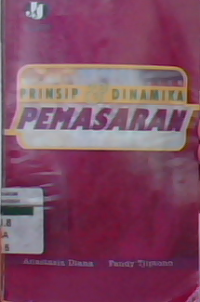 PRINSIP & DINAMIKA
PEMASARAN
Anastasia Diana Fandy Tjiptono